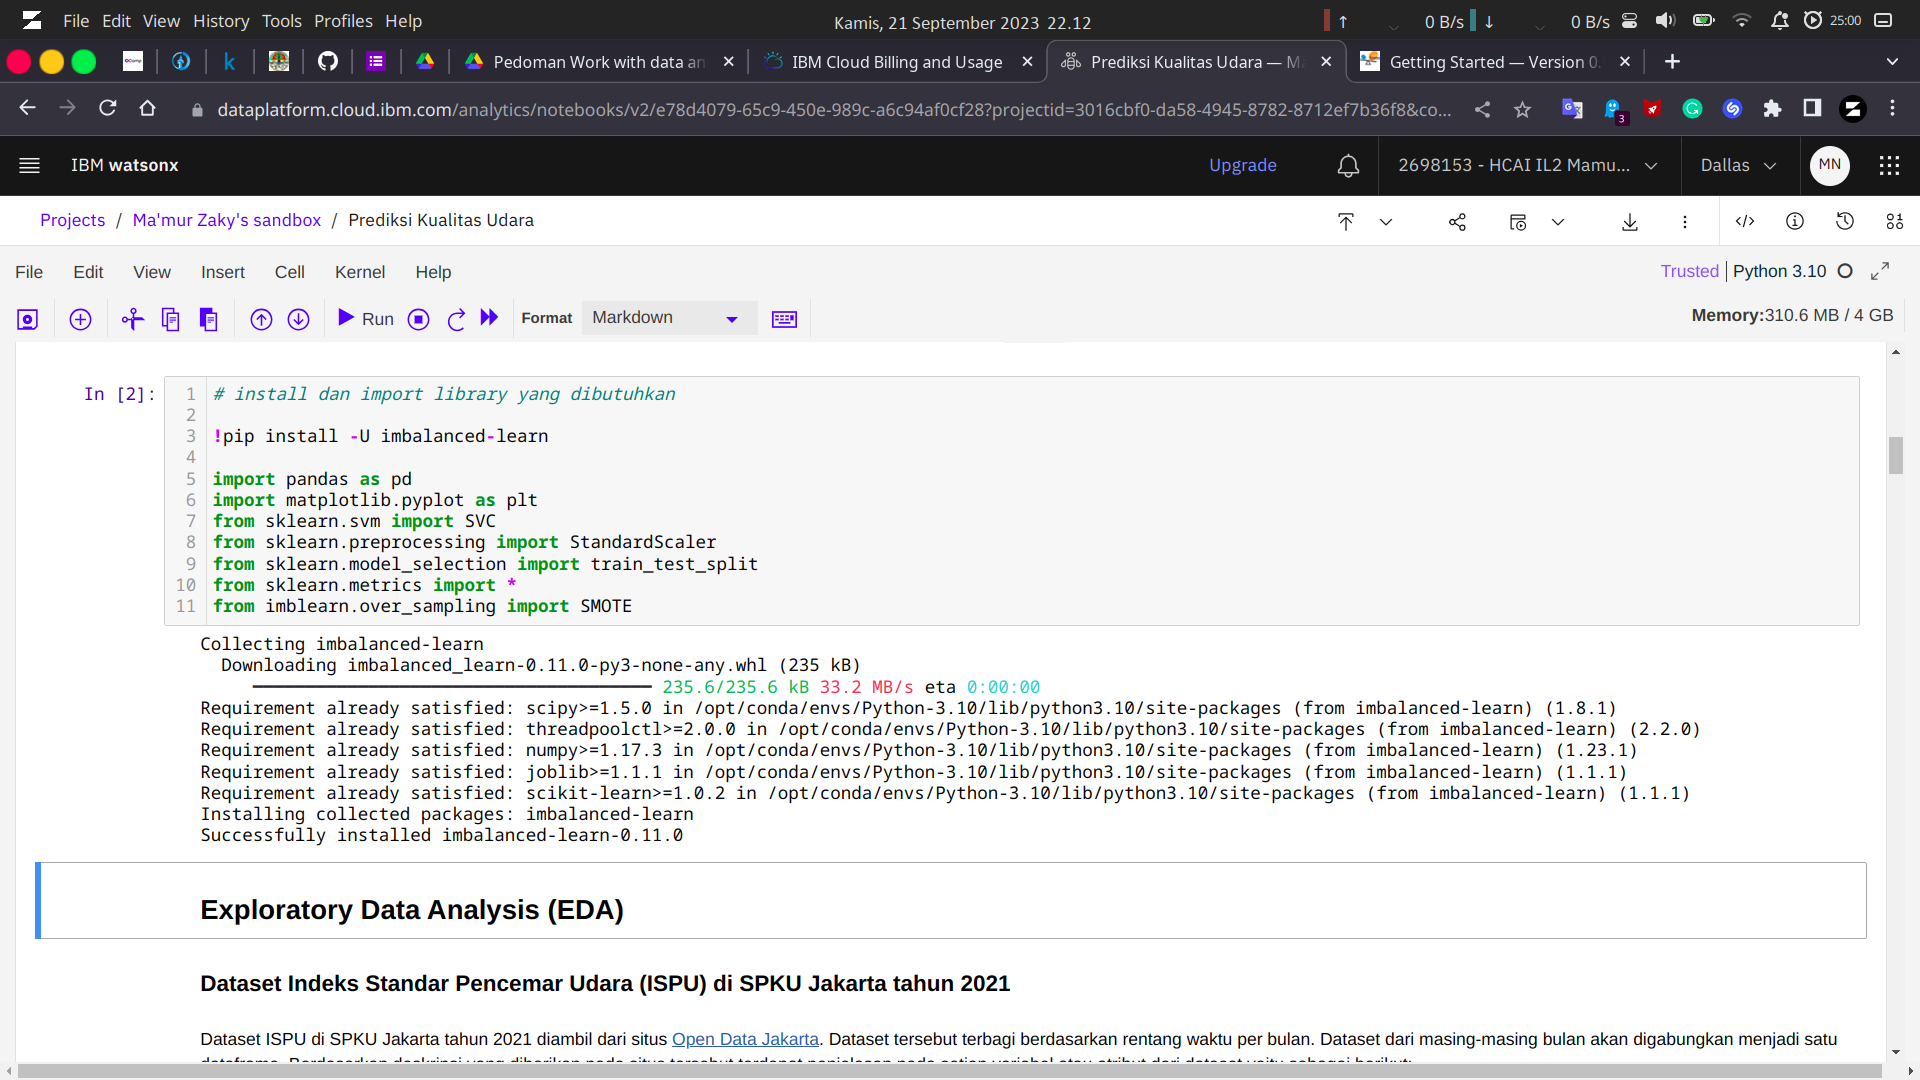 File Edit View History Tools Profiles Help
Kamis, 21 September 2023 22.12
↑ 0 B/s ↓ 0 B/s 25:00
Pedoman Work with data an
IBM Cloud Billing and Usage
Prediksi Kualitas Udara — Ma
Getting Started — Version 0.
dataplatform.cloud.ibm.com/analytics/notebooks/v2/e78d4079-65c9-450e-989c-a6c94af0cf28?projectid=3016cbf0-da58-4945-8782-8712ef7b36f8&co...
3
IBM watsonx
Upgrade
2698153 - HCAI IL2 Mamu...
Dallas
MN
Projects / Ma'mur Zaky's sandbox / Prediksi Kualitas Udara
File Edit View Insert Cell Kernel Help
Trusted | Python 3.10
Run
Format Markdown
Memory:310.6 MB / 4 GB
In [2]:
1 # install dan import library yang dibutuhkan
2
3 !pip install -U imbalanced-learn
4
5 import pandas as pd
6 import matplotlib.pyplot as plt
7 from sklearn.svm import SVC
8 from sklearn.preprocessing import StandardScaler
9 from sklearn.model_selection import train_test_split
10 from sklearn.metrics import *
11 from imblearn.over_sampling import SMOTE
Collecting imbalanced-learn
Downloading imbalanced_learn-0.11.0-py3-none-any.whl (235 kB)
235.6/235.6 kB 33.2 MB/s eta 0:00:00
Requirement already satisfied: scipy>=1.5.0 in /opt/conda/envs/Python-3.10/lib/python3.10/site-packages (from imbalanced-learn) (1.8.1)
Requirement already satisfied: threadpoolctl>=2.0.0 in /opt/conda/envs/Python-3.10/lib/python3.10/site-packages (from imbalanced-learn) (2.2.0)
Requirement already satisfied: numpy>=1.17.3 in /opt/conda/envs/Python-3.10/lib/python3.10/site-packages (from imbalanced-learn) (1.23.1)
Requirement already satisfied: joblib>=1.1.1 in /opt/conda/envs/Python-3.10/lib/python3.10/site-packages (from imbalanced-learn) (1.1.1)
Requirement already satisfied: scikit-learn>=1.0.2 in /opt/conda/envs/Python-3.10/lib/python3.10/site-packages (from imbalanced-learn) (1.1.1)
Installing collected packages: imbalanced-learn
Successfully installed imbalanced-learn-0.11.0
Exploratory Data Analysis (EDA)
Dataset Indeks Standar Pencemar Udara (ISPU) di SPKU Jakarta tahun 2021
Dataset ISPU di SPKU Jakarta tahun 2021 diambil dari situs Open Data Jakarta. Dataset tersebut terbagi berdasarkan rentang waktu per bulan. Dataset dari masing-masing bulan akan digabungkan menjadi satu